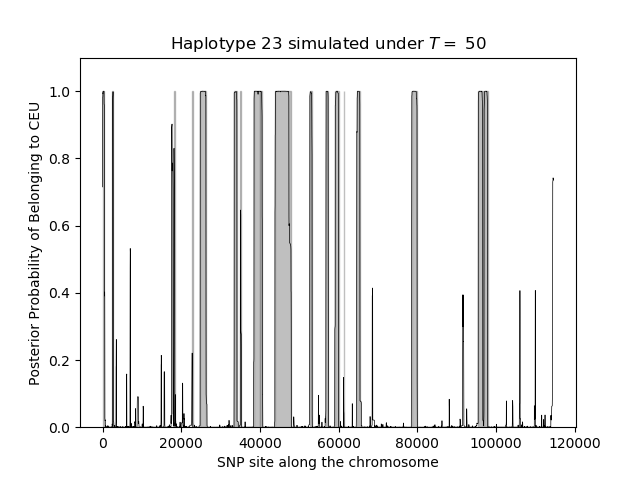 Haplotype 23 simulated under T = 50
Posterior Probability of Belonging to CEU
1.0
0.8
0.6
0.4
0.2
0.0
0 20000 40000 60000 80000 100000 120000
SNP site along the chromosome